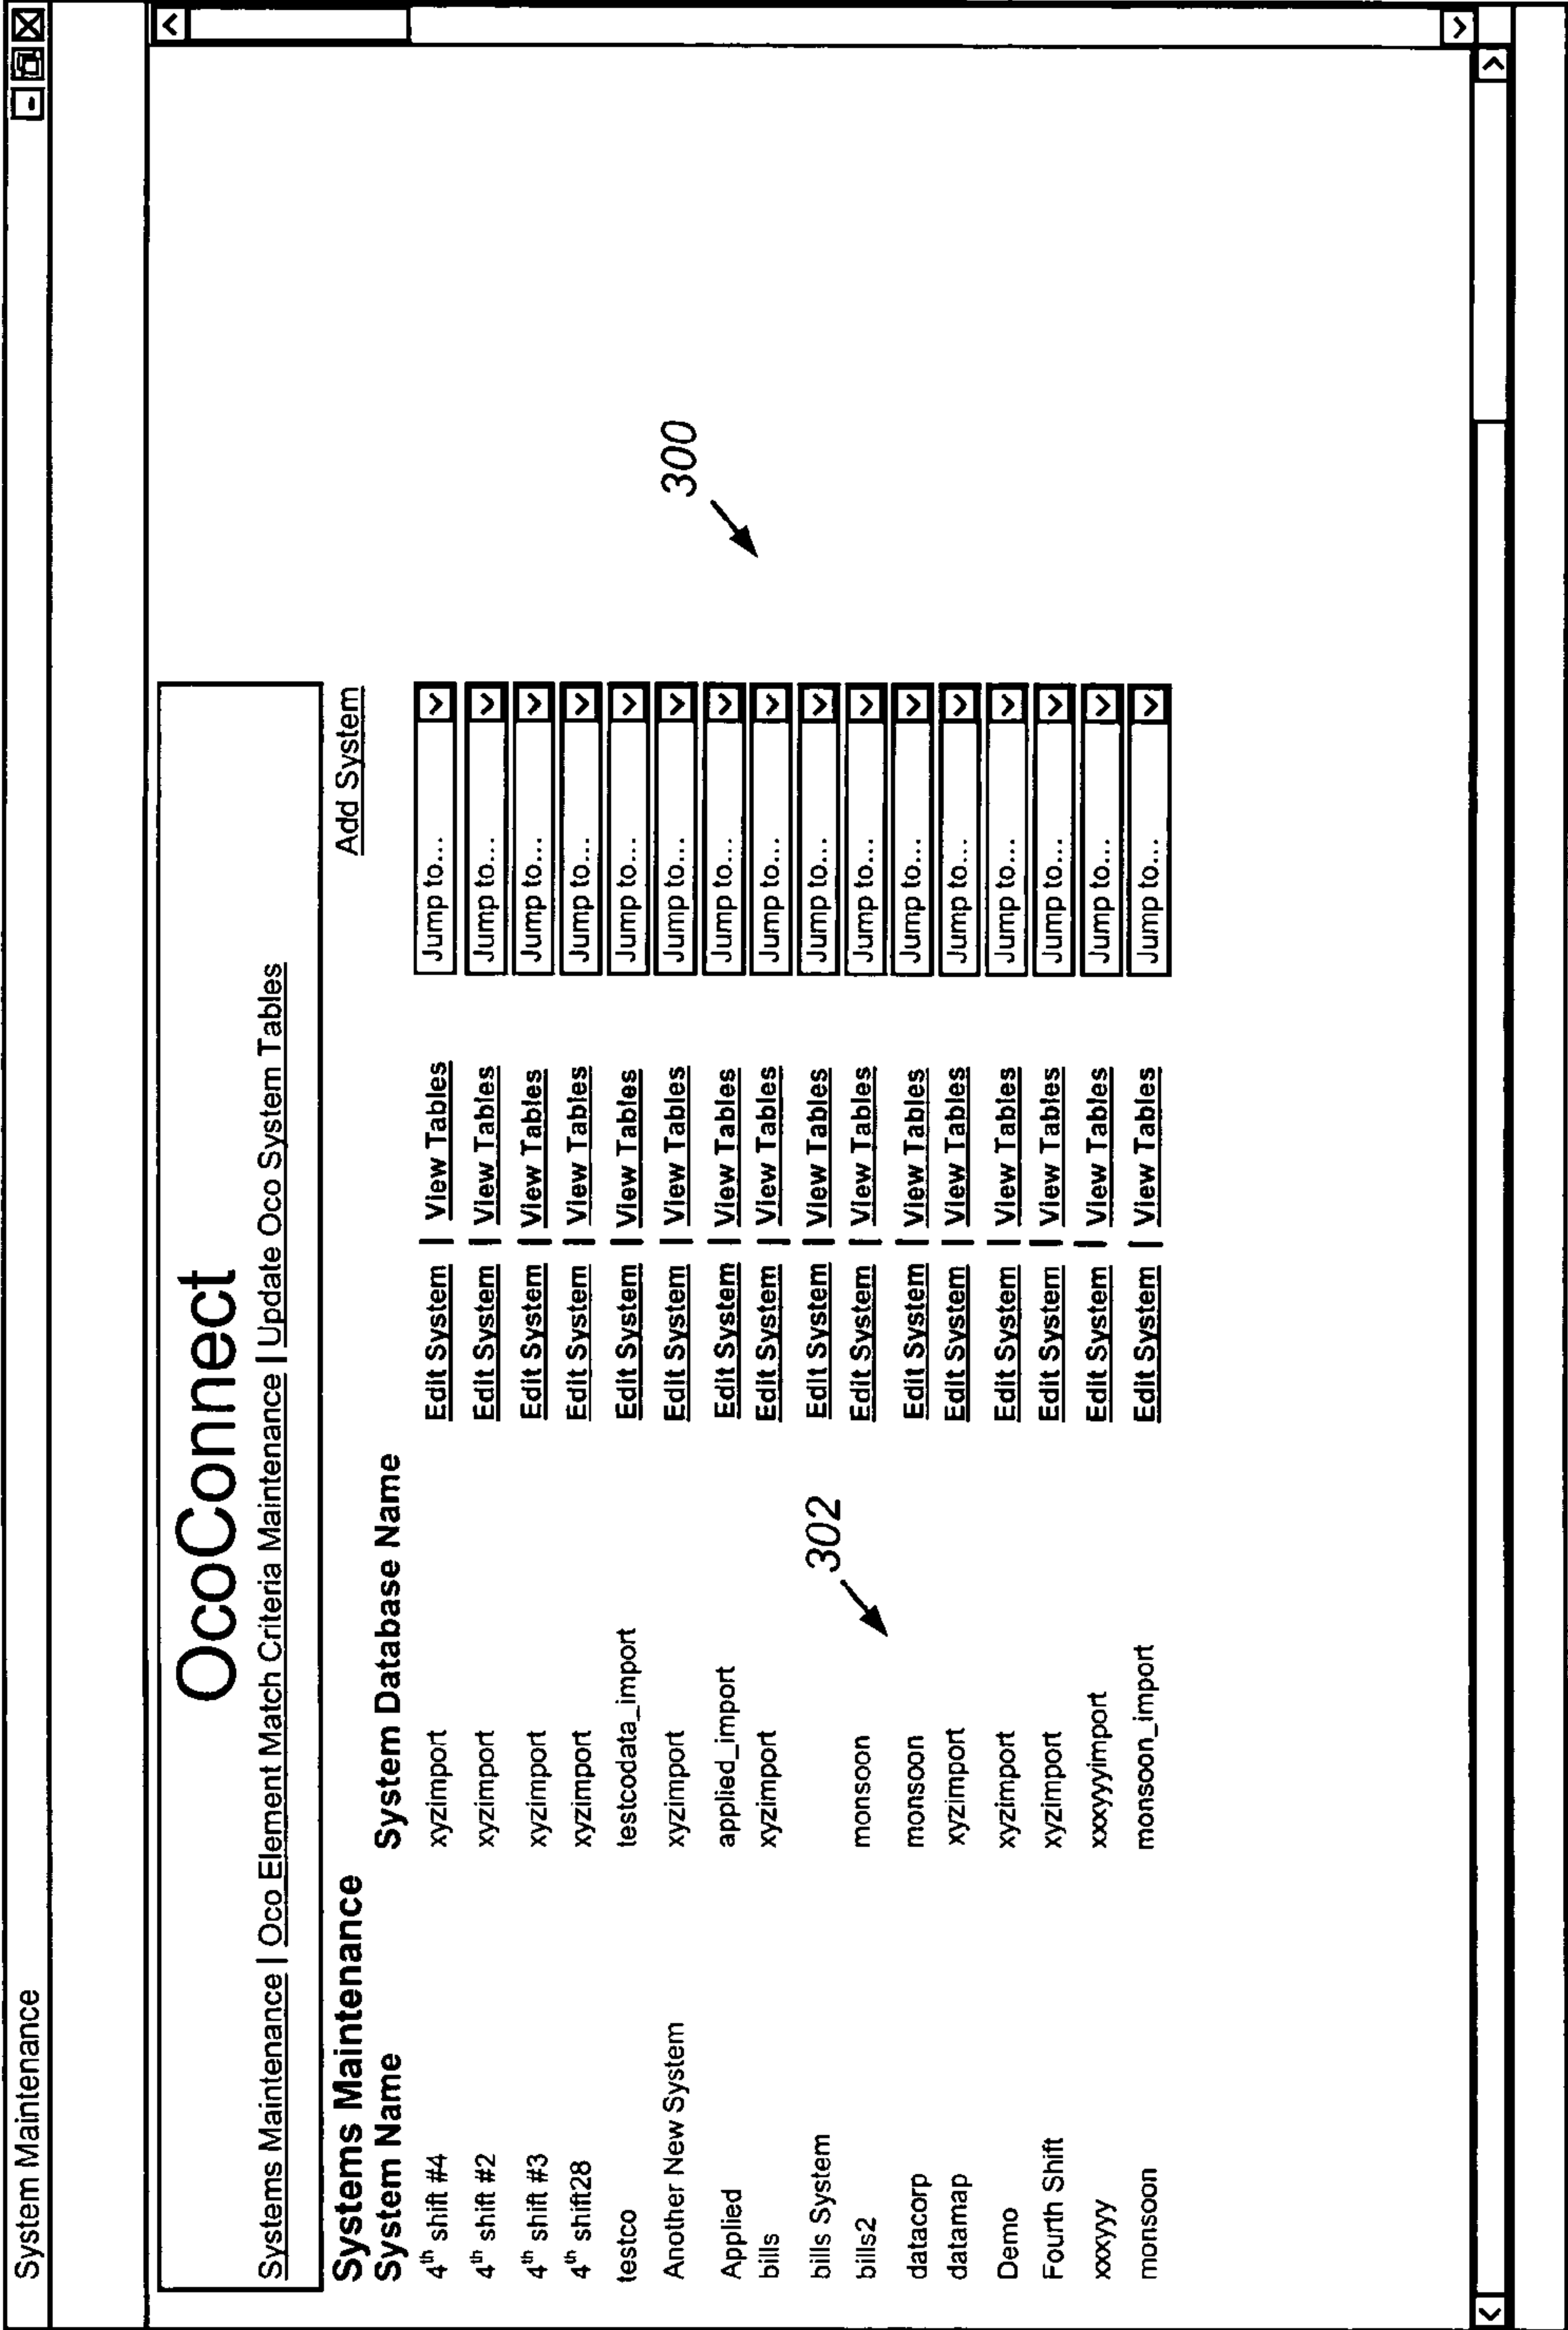 System Maintenance
OcoConnect
Systems Maintenance | Oco Element Match Criteria Maintenance | Update Oco System Tables
Systems Maintenance Add System
System Name System Database Name
4th shift #4 xyzimport Edit System | View Tables Jump to...
4th shift #2 xyzimport Edit System | View Tables Jump to...
4th shift #3 xyzimport Edit System | View Tables Jump to...
4th shift28 xyzimport Edit System | View Tables Jump to...
testco testcodata_import Edit System | View Tables Jump to...
Another New System xyzimport Edit System | View Tables Jump to...
300
Applied applied_import Edit System | View Tables Jump to...
bills xyzimport Edit System | View Tables Jump to...
bills System Edit System | View Tables Jump to...
302
bills2 monsoon Edit System | View Tables Jump to...
datacorp monsoon Edit System | View Tables Jump to...
datamap xyzimport Edit System | View Tables Jump to...
Demo xyzimport Edit System | View Tables Jump to...
Fourth Shift xyzimport Edit System | View Tables Jump to...
xxxyyy xxxyyyimport Edit System | View Tables Jump to...
monsoon monsoon_import Edit System | View Tables Jump to...